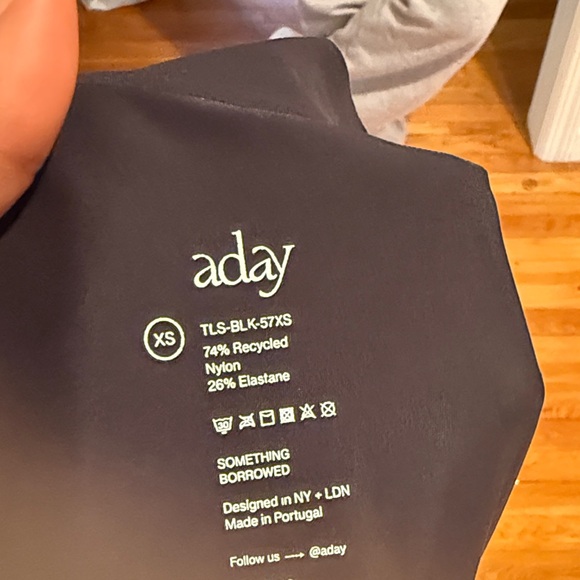 aday
XS
TLS-BLK-57XS
74% Recycled
Nylon
26% Elastane
30
SOMETHING
BORROWED
Designed in NY + LDN
Made in Portugal
Follow us → @aday